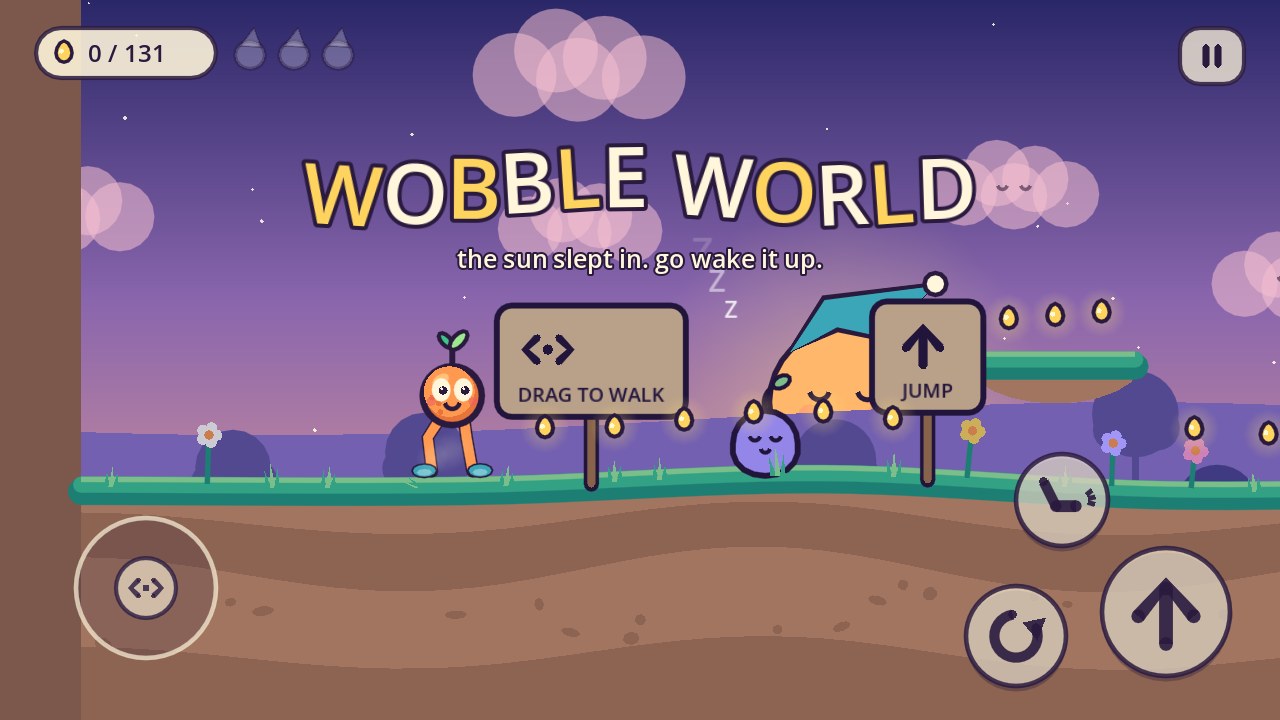 0 / 131
WOBBLE WORLD
the sun slept in. go wake it up.
Z
Z
Z
DRAG TO WALK
JUMP